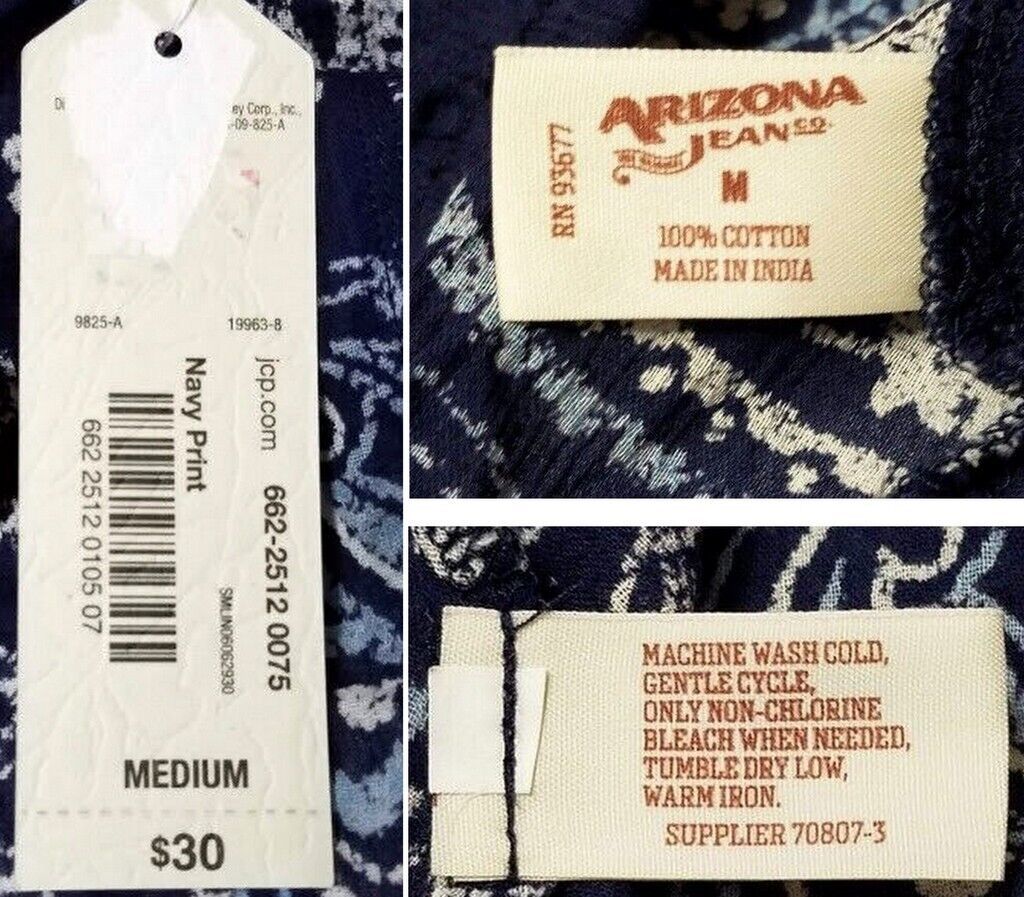 ey Corp., Inc.,
-09-825-A
9825-A
19963-8
jcp.com
662-2512 0075
Navy Print
SMLIN06062930
662 2512 0105 07
MEDIUM
$30
ARIZONA
JEAN CO.
RN 93677
M
100% COTTON
MADE IN INDIA
MACHINE WASH COLD,
GENTLE CYCLE,
ONLY NON-CHLORINE
BLEACH WHEN NEEDED,
TUMBLE DRY LOW,
WARM IRON.
SUPPLIER 70807-3